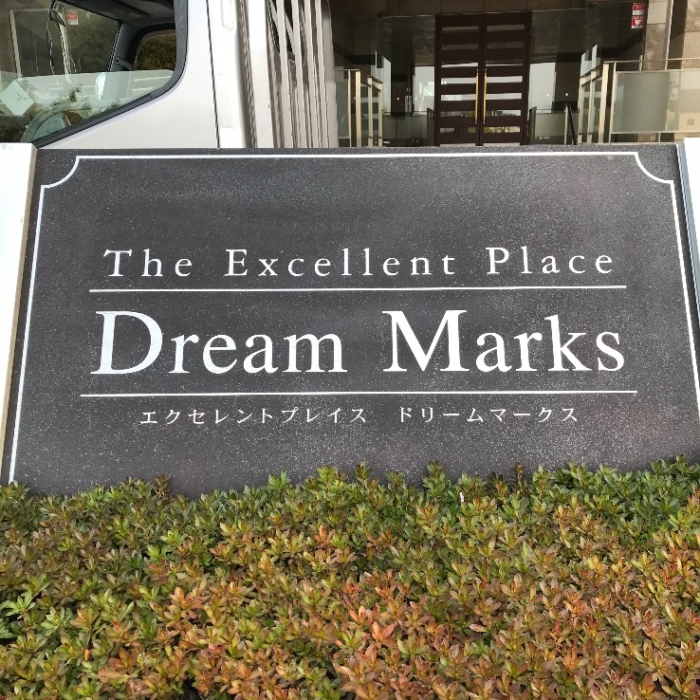 The Excellent Place
Dream Marks
エクセレントプレイス ドリームマークス